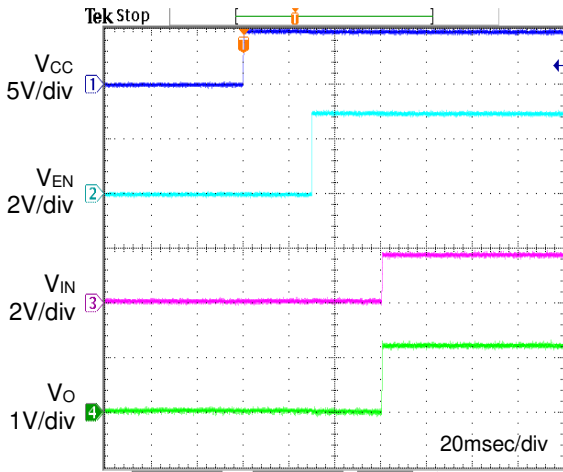 Tek Stop
T
T
VCC
5V/div
1
VEN
2V/div
2
VIN
2V/div
3
VO
1V/div
4
20msec/div